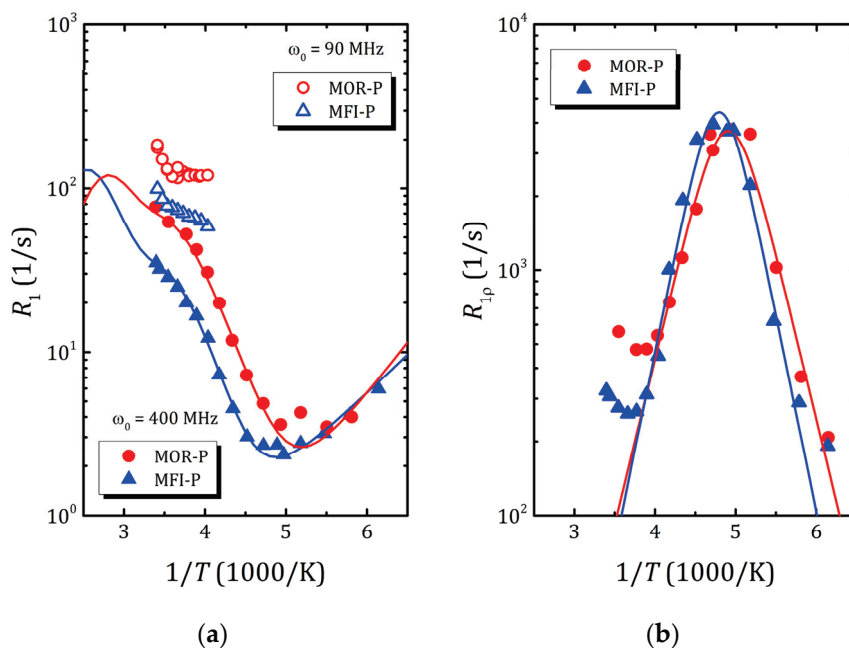 10³
10²
10¹
10⁰
R₁ (1/s)
ω₀ = 90 MHz
MOR-P
MFI-P
ω₀ = 400 MHz
MOR-P
MFI-P
3 4 5 6
1/T (1000/K)
(a)
10⁴
10³
10²
R₁ρ (1/s)
MOR-P
MFI-P
3 4 5 6
1/T (1000/K)
(b)